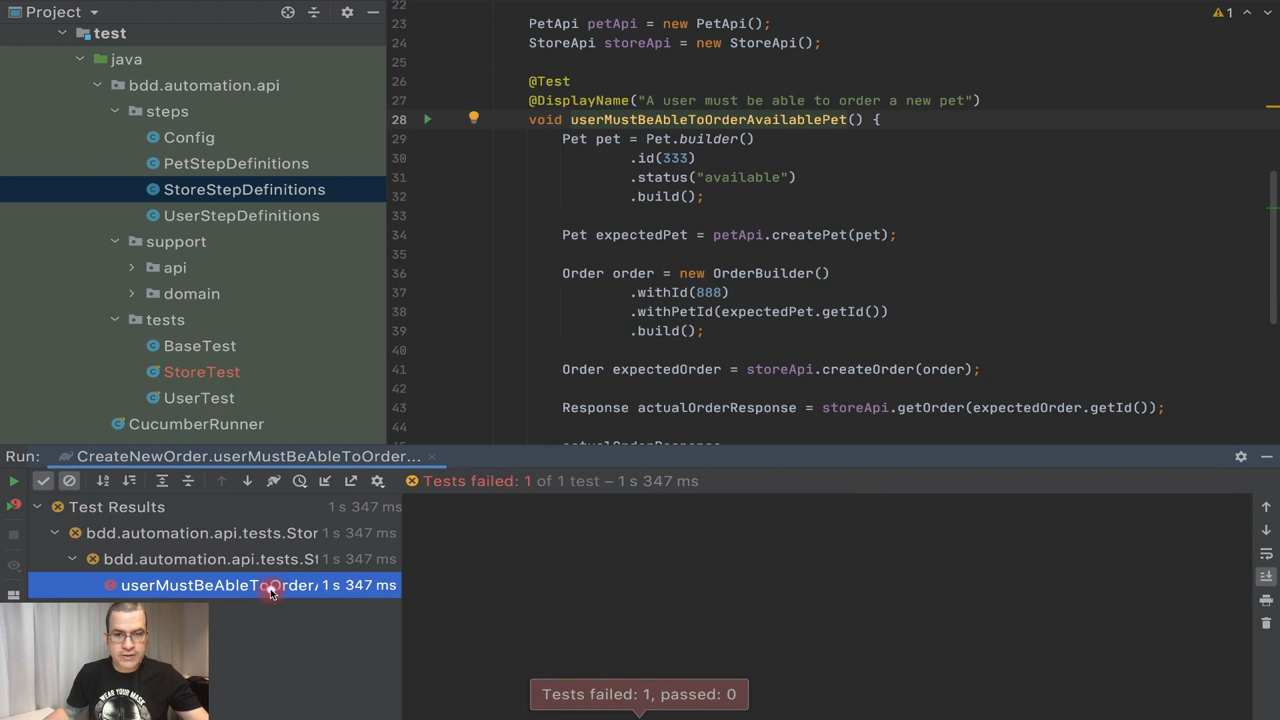 Project
test
java
bdd.automation.api
steps
Config
PetStepDefinitions
StoreStepDefinitions
UserStepDefinitions
support
api
domain
tests
BaseTest
StoreTest
UserTest
CucumberRunner
1
22
23 PetApi petApi = new PetApi();
24 StoreApi storeApi = new StoreApi();
25
26 @Test
27 @DisplayName("A user must be able to order a new pet")
28 void userMustBeAbleToOrderAvailablePet() {
29 Pet pet = Pet.builder()
30 .id(333)
31 .status("available")
32 .build();
33
34 Pet expectedPet = petApi.createPet(pet);
35
36 Order order = new OrderBuilder()
37 .withId(888)
38 .withPetId(expectedPet.getId())
39 .build();
40
41 Order expectedOrder = storeApi.createOrder(order);
42
43 Response actualOrderResponse = storeApi.getOrder(expectedOrder.getId());
44
Run: CreateNewOrder.userMustBeAbleToOrder...
Tests failed: 1 of 1 test – 1 s 347 ms
Test Results 1 s 347 ms
bdd.automation.api.tests.Stor 1 s 347 ms
bdd.automation.api.tests.St 1 s 347 ms
userMustBeAbleToOrder 1 s 347 ms
WEAR YOUR MASK
Tests failed: 1, passed: 0